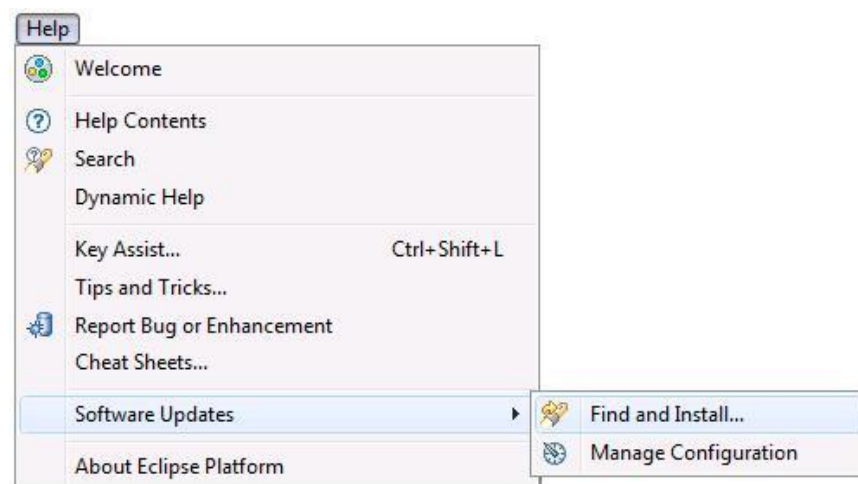 Help
Welcome
Help Contents
Search
Dynamic Help
Key Assist... Ctrl+Shift+L
Tips and Tricks...
Report Bug or Enhancement
Cheat Sheets...
Software Updates Find and Install...
Manage Configuration
About Eclipse Platform